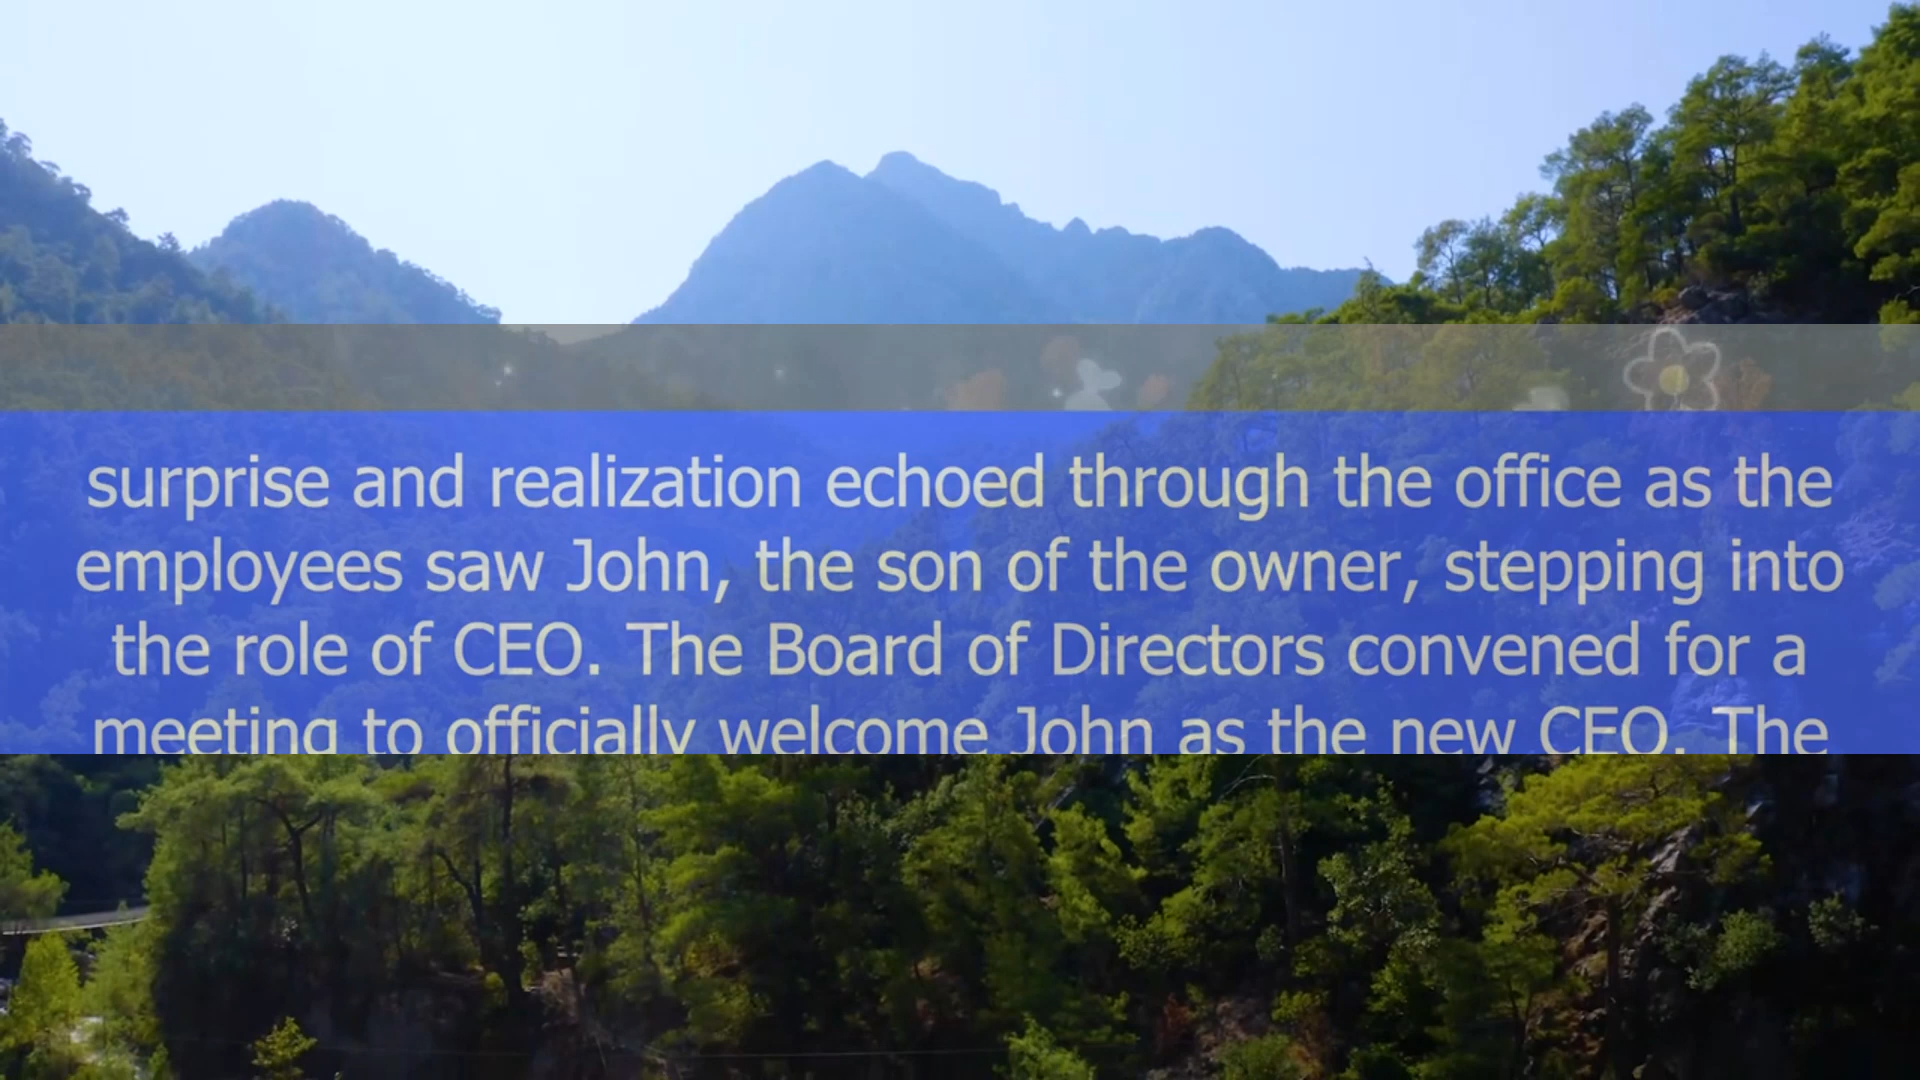 surprise and realization echoed through the office as the
employees saw John, the son of the owner, stepping into
the role of CEO. The Board of Directors convened for a
meeting to officially welcome John as the new CEO. The